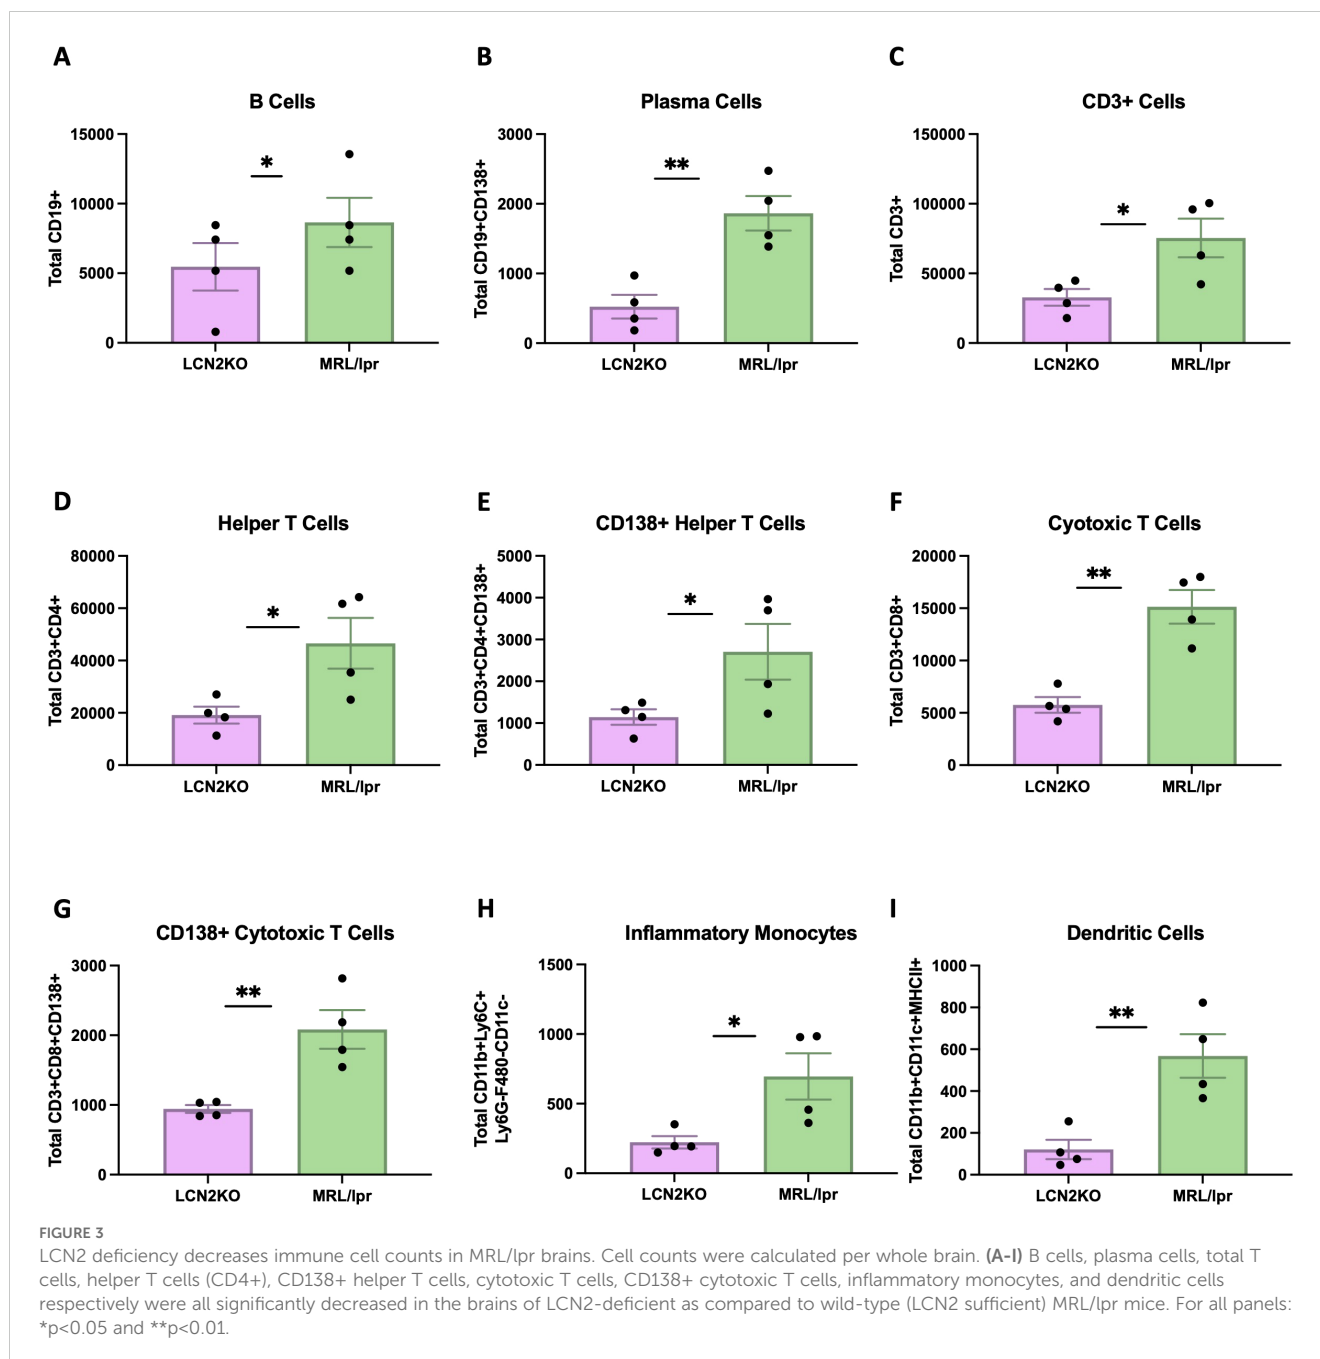 A
B Cells
Total CD19+
15000
10000
5000
0
*
LCN2KO
MRL/lpr
B
Plasma Cells
Total CD19+CD138+
3000
2000
1000
0
**
LCN2KO
MRL/lpr
C
CD3+ Cells
Total CD3+
150000
100000
50000
0
*
LCN2KO
MRL/lpr
D
Helper T Cells
Total CD3+CD4+
80000
60000
40000
20000
0
*
LCN2KO
MRL/lpr
E
CD138+ Helper T Cells
Total CD3+CD4+CD138+
5000
4000
3000
2000
1000
0
*
LCN2KO
MRL/lpr
F
Cyotoxic T Cells
Total CD3+CD8+
20000
15000
10000
5000
0
**
LCN2KO
MRL/lpr
G
CD138+ Cytotoxic T Cells
Total CD3+CD8+CD138+
3000
2000
1000
0
**
LCN2KO
MRL/lpr
H
Inflammatory Monocytes
Total CD11b+Ly6C+
Ly6G-F480-CD11c-
1500
1000
500
0
*
LCN2KO
MRL/lpr
I
Dendritic Cells
Total CD11b+CD11c+MHCII+
1000
800
600
400
200
0
**
LCN2KO
MRL/lpr
FIGURE 3
LCN2 deficiency decreases immune cell counts in MRL/lpr brains. Cell counts were calculated per whole brain. (A-I) B cells, plasma cells, total T
cells, helper T cells (CD4+), CD138+ helper T cells, cytotoxic T cells, CD138+ cytotoxic T cells, inflammatory monocytes, and dendritic cells
respectively were all significantly decreased in the brains of LCN2-deficient as compared to wild-type (LCN2 sufficient) MRL/lpr mice. For all panels:
*p<0.05 and **p<0.01.